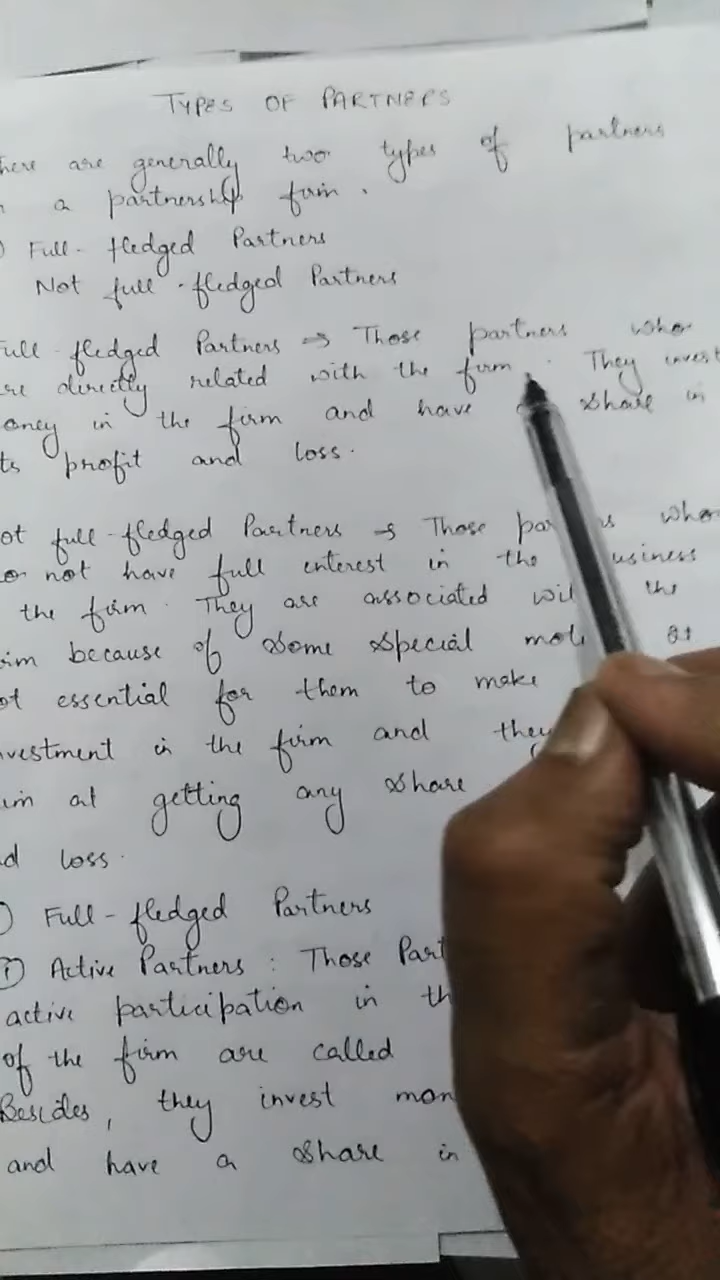 TYPES OF PARTNERS
here are generally two types of partners
a partnership firm.
Full-fledged Partners
Not full-fledged Partners
ull-fledged Partners ⇒ Those partners who
re directly related with the firm. They invest
oney in the firm and have share in
ts profit and loss.
ot full-fledged Partners → Those par s who
o not have full interest in the usiness
the firm. They are associated wi the
irm because of some special moti
ot essential for them to make
nvestment in the firm and they
im at getting any share
d loss.
) Full-fledged Partners
① Active Partners: Those Part
active participation in th
of the firm are called
Besides, they invest mon
and have a share in